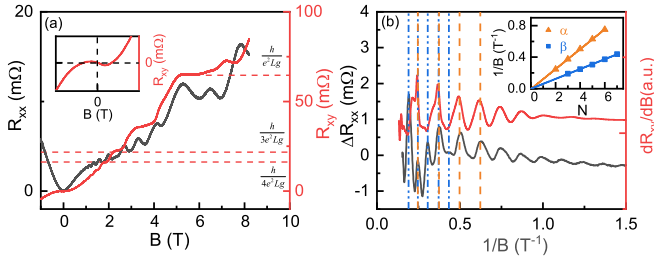 (a)
20
10
0
R_xx (mΩ)
0 2 4 6 8 10
B (T)
100
50
0
R_xy (mΩ)
h/e²Lg
h/3e²Lg
h/4e²Lg
0
R_xy (mΩ)
0
B (T)
(b)
4
3
2
1
0
-1
ΔR_xx (mΩ)
0.0 0.5 1.0 1.5
1/B (T⁻¹)
dR_xy/dB(a.u.)
0.8
0.4
0.0
1/B (T⁻¹)
0 2 4 6
N
α
β